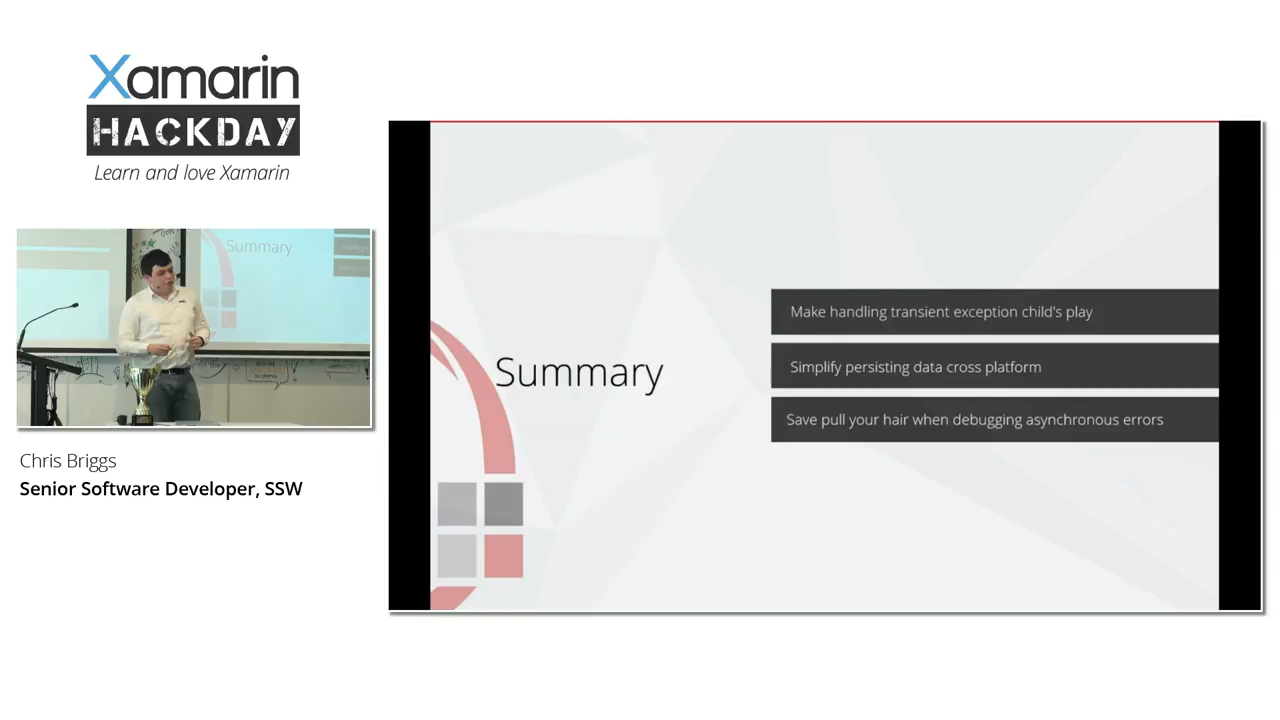 Xamarin
HACKDAY
Learn and love Xamarin
Summary
Chris Briggs
Senior Software Developer, SSW
Summary
Make handling transient exception child's play
Simplify persisting data cross platform
Save pull your hair when debugging asynchronous errors